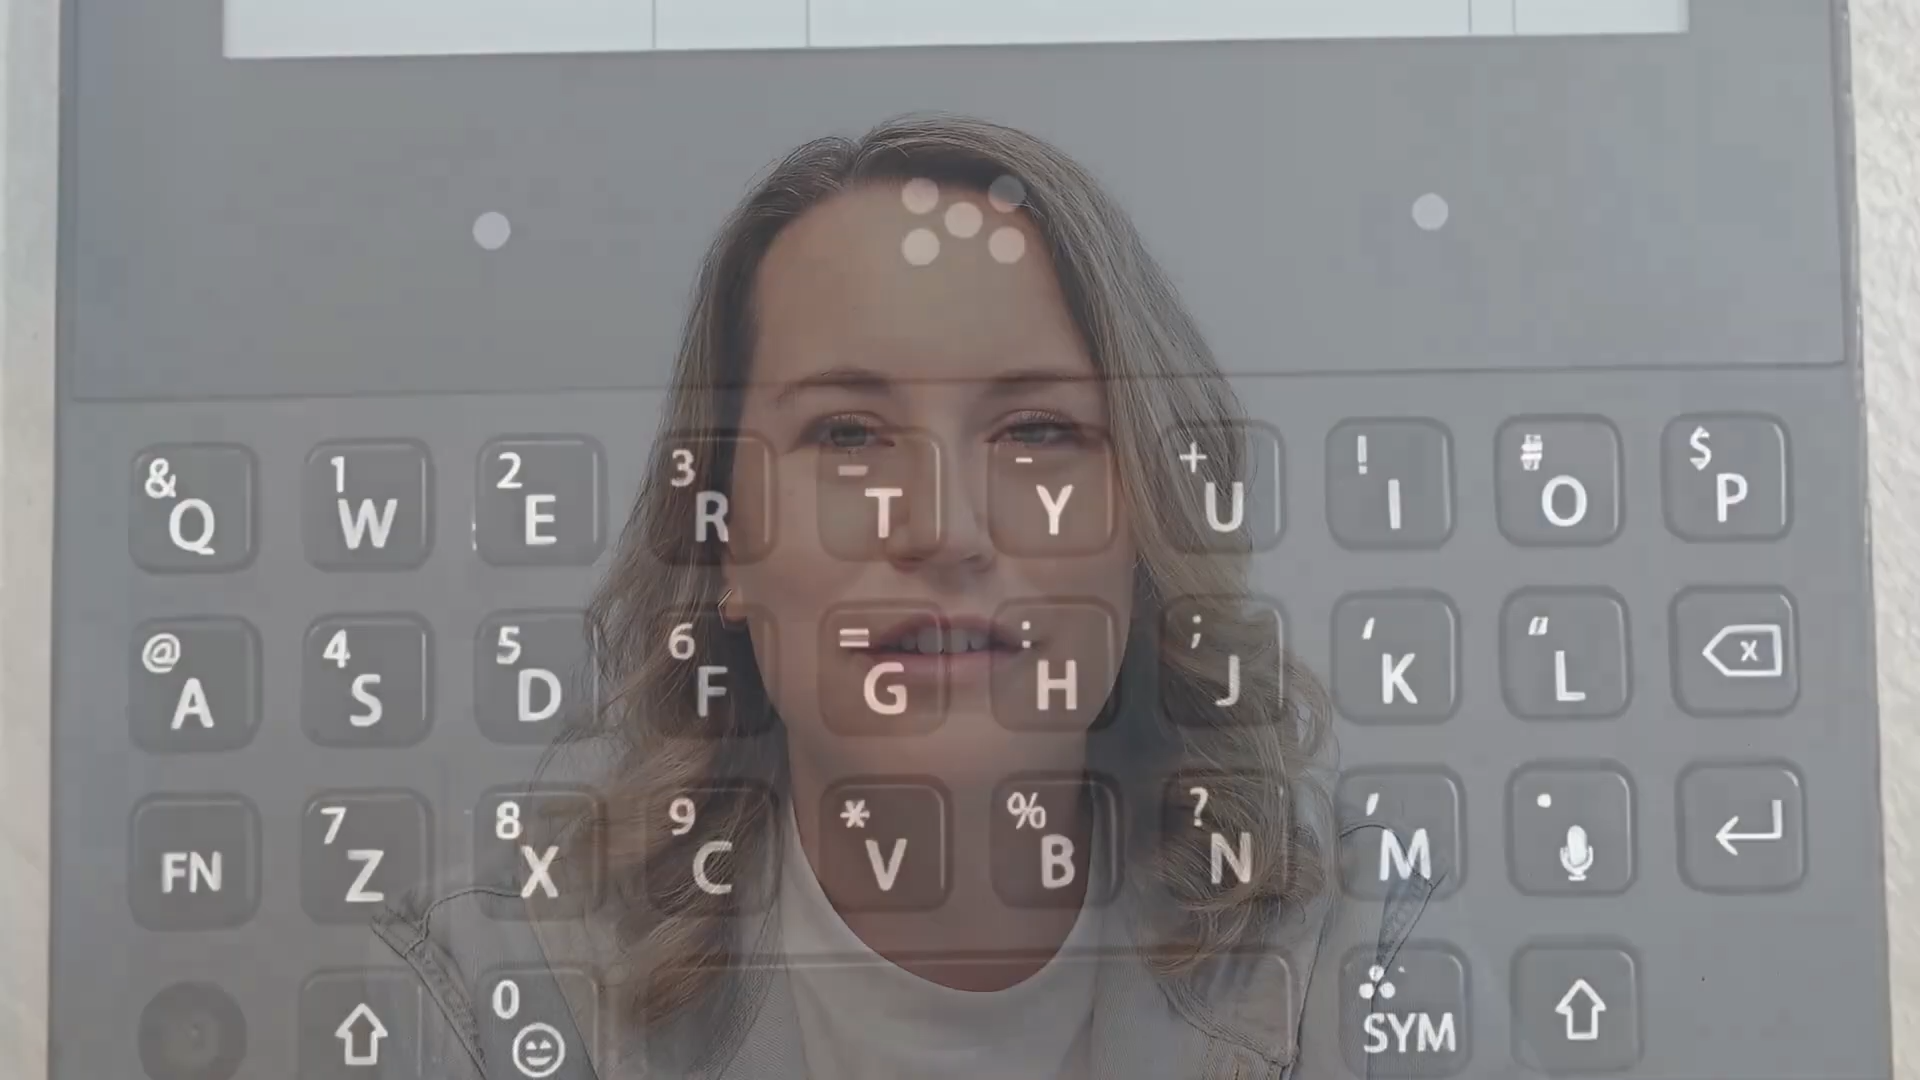 & Q 1 W 2 E 3 R - T - Y + U ! I # O $ P
@ A 4 S 5 D 6 F = G : H ; J ' K " L x
FN 7 Z 8 X 9 C * V % B ? N , M .
0 SYM